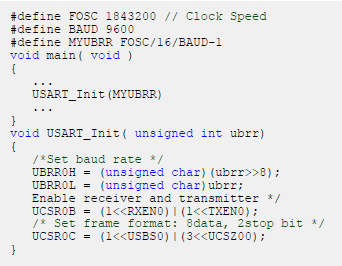 #define FOSC 1843200 // Clock Speed
#define BAUD 9600
#define MYUBRR FOSC/16/BAUD-1
void main( void )
{
...
USART_Init(MYUBRR)
...
}
void USART_Init( unsigned int ubrr)
{
/*Set baud rate */
UBRR0H = (unsigned char)(ubrr>>8);
UBRR0L = (unsigned char)ubrr;
Enable receiver and transmitter */
UCSR0B = (1<<RXEN0)|(1<<TXEN0);
/* Set frame format: 8data, 2stop bit */
UCSR0C = (1<<USBS0)|(3<<UCSZ00);
}